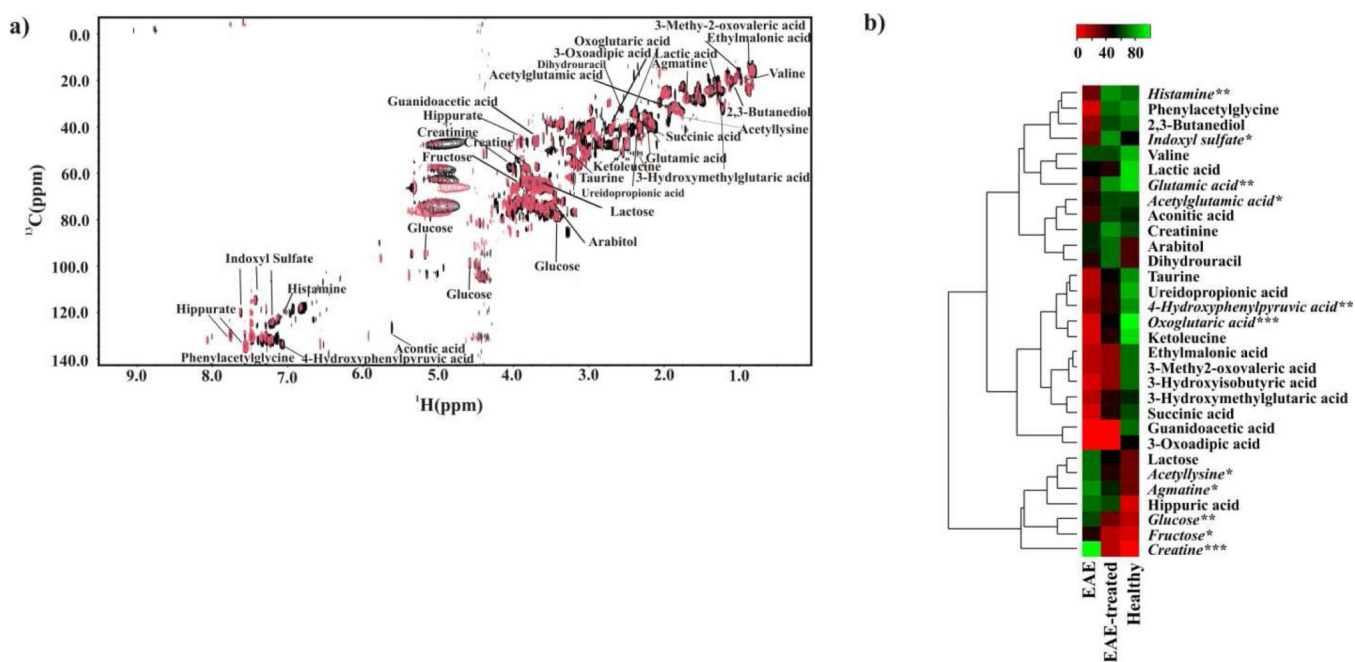 a)
0.0
20.0
40.0
60.0
80.0
100.0
120.0
140.0
¹³C(ppm)
9.0
8.0
7.0
6.0
5.0
4.0
3.0
2.0
1.0
¹H(ppm)
3-Methy-2-oxovaleric acid
Oxoglutaric acid
Ethylmalonic acid
3-Oxoadipic acid
Lactic acid
Dihydrouracil
Agmatine
Acetylglutamic acid
Valine
Guanidoacetic acid
2,3-Butanediol
Hippurate
Acetyllysine
Creatinine
Succinic acid
Creatine
Glutamic acid
Fructose
Ketoleucine
Taurine
3-Hydroxymethylglutaric acid
Ureidopropionic acid
Lactose
Glucose
Arabitol
Glucose
Glucose
Indoxyl Sulfate
Histamine
Hippurate
Acontic acid
Phenylacetylglycine
4-Hydroxyphenylpyruvic acid
b)
0 40 80
Histamine**
Phenylacetylglycine
2,3-Butanediol
Indoxyl sulfate*
Valine
Lactic acid
Glutamic acid**
Acetylglutamic acid*
Aconitic acid
Creatinine
Arabitol
Dihydrouracil
Taurine
Ureidopropionic acid
4-Hydroxyphenylpyruvic acid**
Oxoglutaric acid***
Ketoleucine
Ethylmalonic acid
3-Methy2-oxovaleric acid
3-Hydroxyisobutyric acid
3-Hydroxymethylglutaric acid
Succinic acid
Guanidoacetic acid
3-Oxoadipic acid
Lactose
Acetyllysine*
Agmatine*
Hippuric acid
Glucose**
Fructose*
Creatine***
EAE
EAE-treated
Healthy